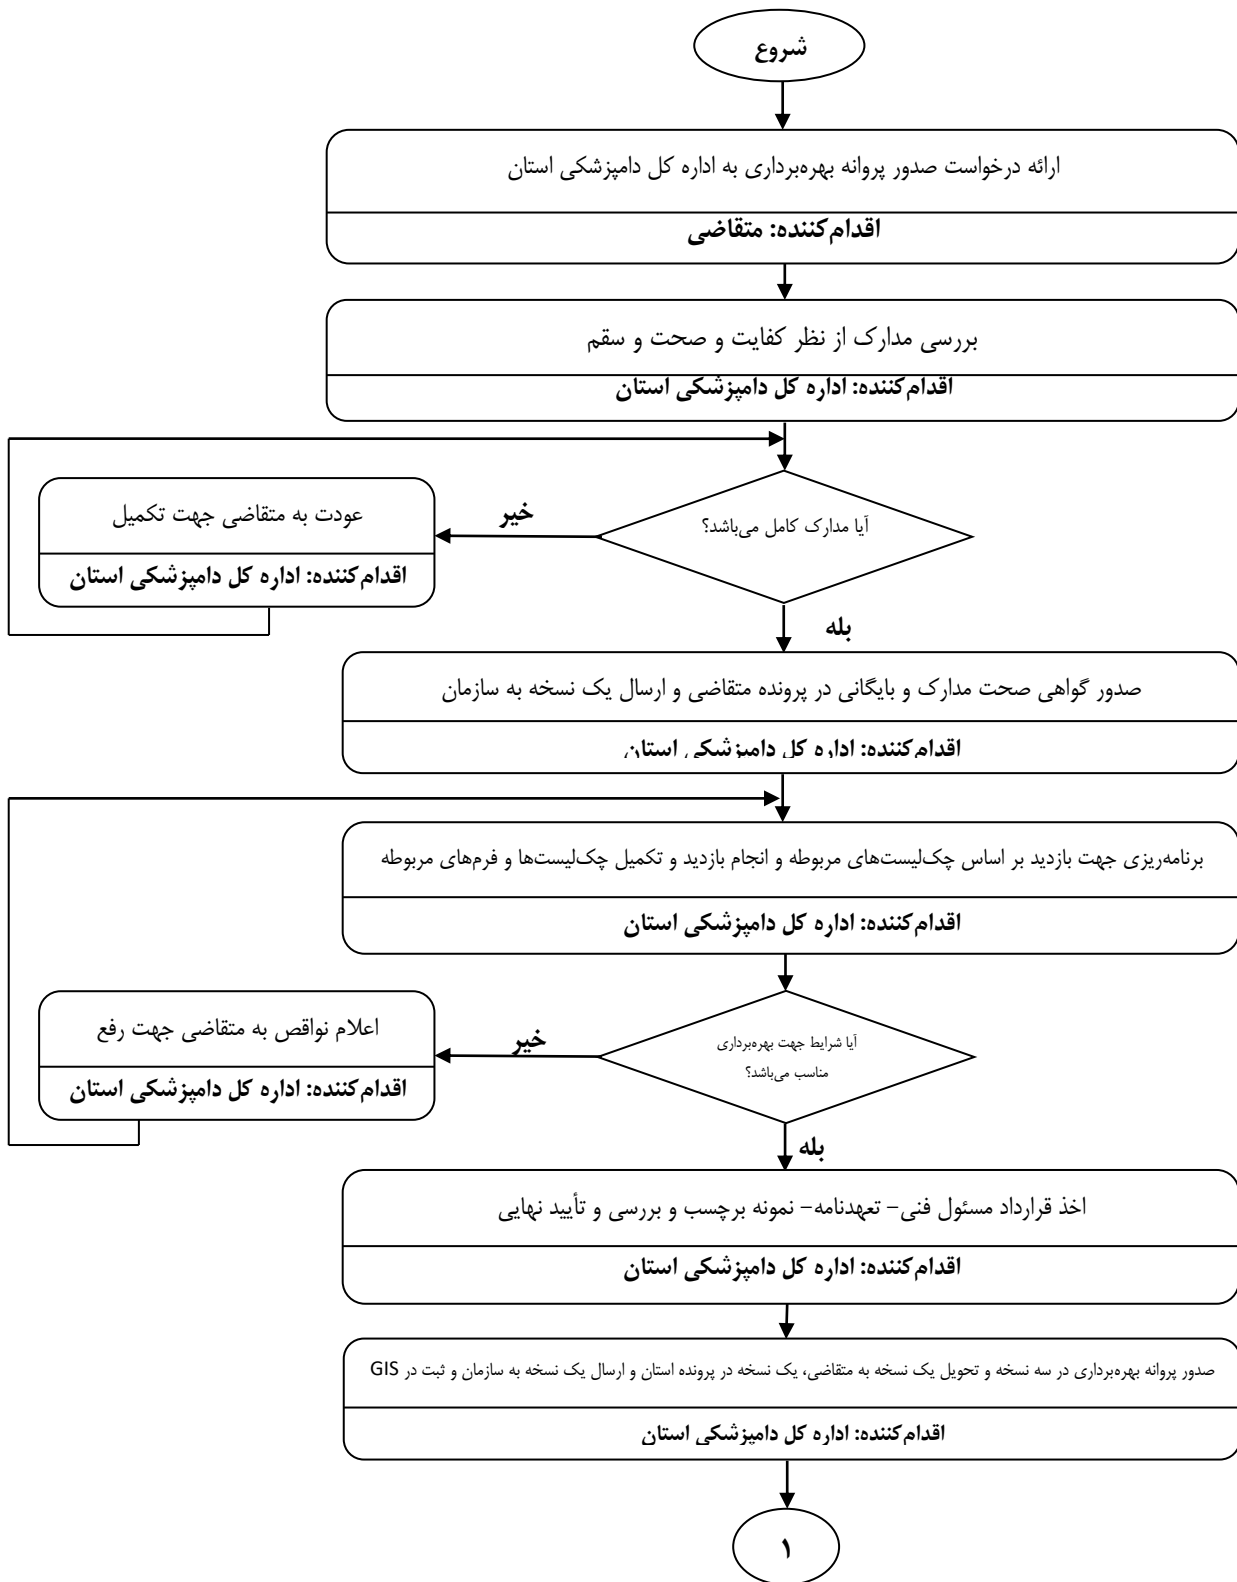 شروع
ارائه درخواست صدور پروانه بهره‌برداری به اداره کل دامپزشکی استان
اقدام‌کننده: متقاضی
بررسی مدارک از نظر کفایت و صحت و سقم
اقدام‌کننده: اداره کل دامپزشکی استان
آیا مدارک کامل می‌باشد؟
خیر
عودت به متقاضی جهت تکمیل
اقدام‌کننده: اداره کل دامپزشکی استان
بله
صدور گواهی صحت مدارک و بایگانی در پرونده متقاضی و ارسال یک نسخه به سازمان
اقدام‌کننده: اداره کل دامپزشکی استان
برنامه‌ریزی جهت بازدید بر اساس چک‌لیست‌های مربوطه و انجام بازدید و تکمیل چک‌لیست‌ها و فرم‌های مربوطه
اقدام‌کننده: اداره کل دامپزشکی استان
آیا شرایط جهت بهره‌برداری
مناسب می‌باشد؟
خیر
اعلام نواقص به متقاضی جهت رفع
اقدام‌کننده: اداره کل دامپزشکی استان
بله
اخذ قرارداد مسئول فنی- تعهدنامه- نمونه برچسب و بررسی و تأیید نهایی
اقدام‌کننده: اداره کل دامپزشکی استان
صدور پروانه بهره‌برداری در سه نسخه و تحویل یک نسخه به متقاضی، یک نسخه در پرونده استان و ارسال یک نسخه به سازمان و ثبت در GIS
اقدام‌کننده: اداره کل دامپزشکی استان
۱